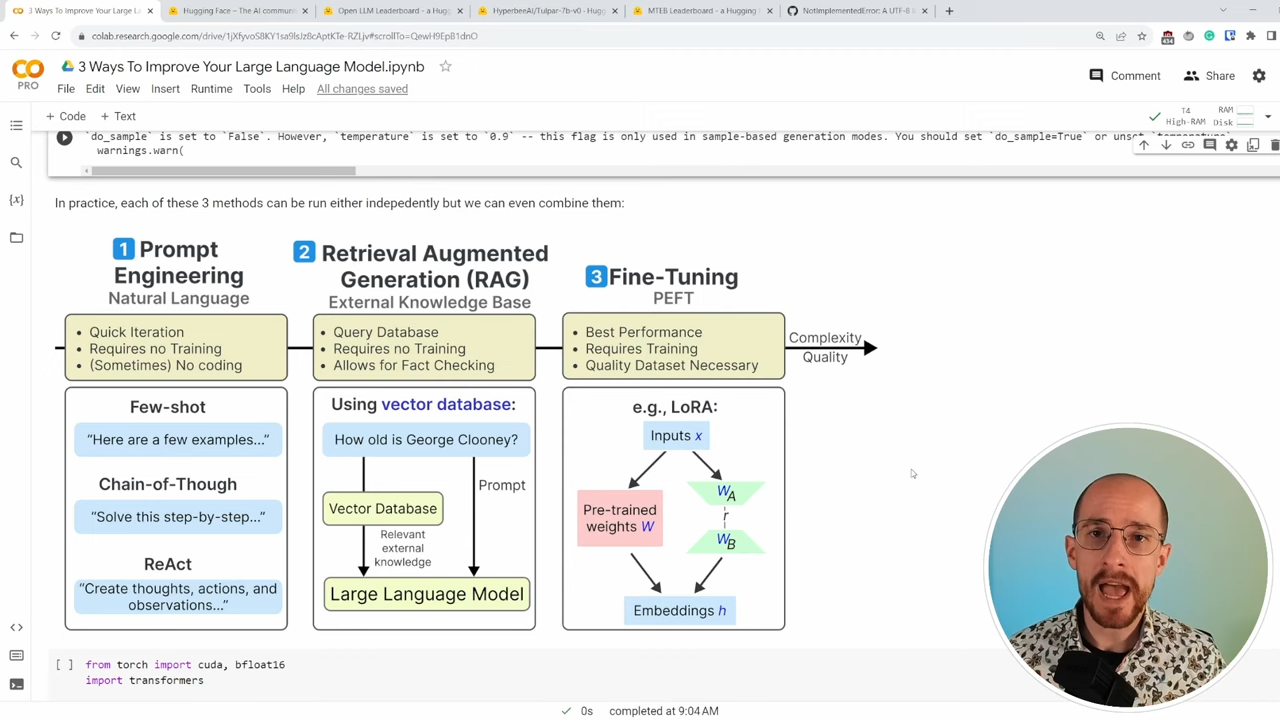 3 Ways To Improve Your Large La
Hugging Face – The AI communi
Open LLM Leaderboard - a Hugg
HyperbeeAI/Tulpar-7b-v0 · Hugg
MTEB Leaderboard - a Hugging
NotImplementedError: A UTF-8 l
colab.research.google.com/drive/
3 Ways To Improve Your Large Language Model.ipynb
PRO
File Edit View Insert Runtime Tools Help All changes saved
Comment Share
+ Code + Text
T4 RAM
High-RAM Disk
`do_sample` is set to `False`. However, `temperature` is set to `0.9` -- this flag is only used in sample-based generation modes. You should set `do_sample=True` or unset `temperature`
warnings.warn(
In practice, each of these 3 methods can be run either indepedently but we can even combine them:
1 Prompt
Engineering
Natural Language
• Quick Iteration
• Requires no Training
• (Sometimes) No coding
Few-shot
“Here are a few examples...”
Chain-of-Though
“Solve this step-by-step...”
ReAct
“Create thoughts, actions, and
observations...”
2 Retrieval Augmented
Generation (RAG)
External Knowledge Base
• Query Database
• Requires no Training
• Allows for Fact Checking
Using vector database:
How old is George Clooney?
Prompt
Vector Database
Relevant
external
knowledge
Large Language Model
3 Fine-Tuning
PEFT
• Best Performance
• Requires Training
• Quality Dataset Necessary
e.g., LoRA:
Inputs x
Pre-trained
weights W
WA
r
WB
Embeddings h
Complexity
Quality
[ ] from torch import cuda, bfloat16
import transformers
0s completed at 9:04 AM